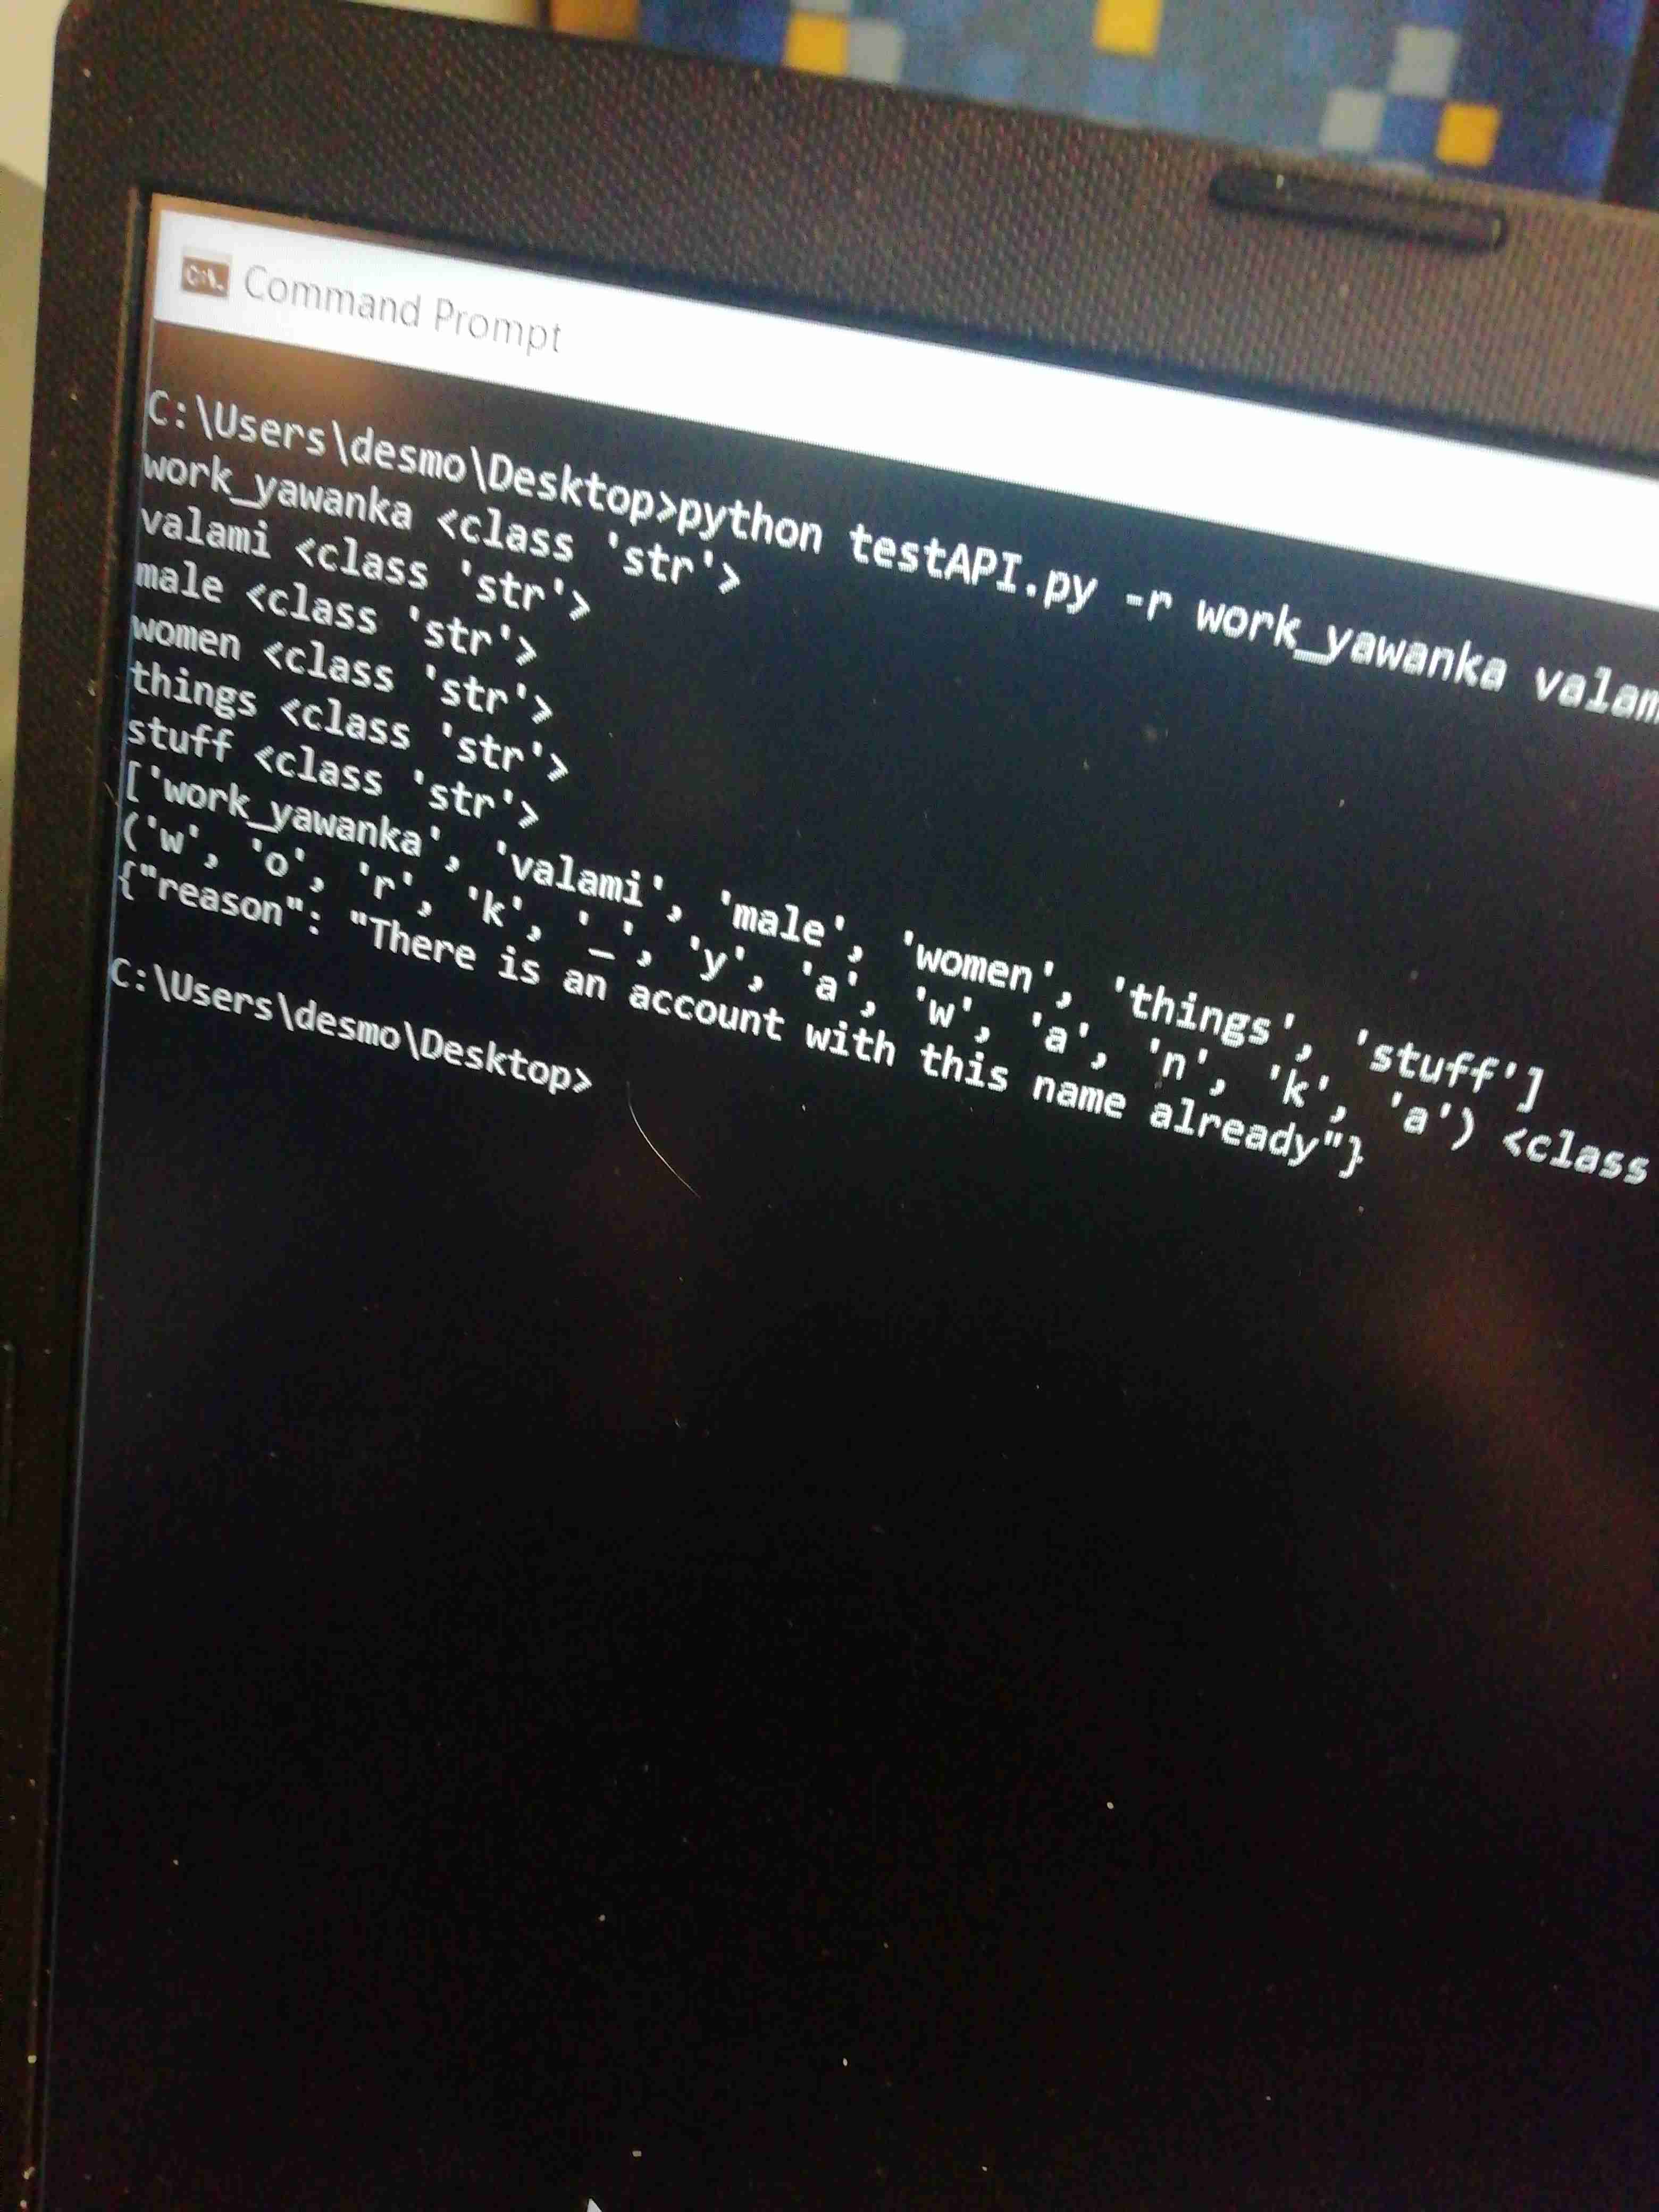 C:\. Command Prompt
C:\Users\desmo\Desktop>python testAPI.py -r work_yawanka valam
work_yawanka <class 'str'>
valami <class 'str'>
male <class 'str'>
women <class 'str'>
things <class 'str'>
stuff <class 'str'>
['work_yawanka', 'valami', 'male', 'women', 'things', 'stuff']
('w', 'o', 'r', 'k', '_', 'y', 'a', 'w', 'a', 'n', 'k', 'a') <class
{"reason": "There is an account with this name already"}
C:\Users\desmo\Desktop>